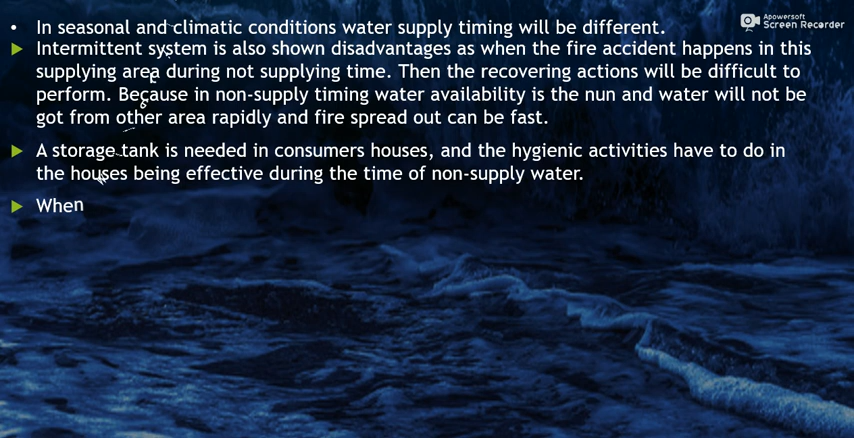 Apowersoft
Screen Recorder
• In seasonal and climatic conditions water supply timing will be different.
Intermittent system is also shown disadvantages as when the fire accident happens in this
supplying area during not supplying time. Then the recovering actions will be difficult to
perform. Because in non-supply timing water availability is the nun and water will not be
got from other area rapidly and fire spread out can be fast.
A storage tank is needed in consumers houses, and the hygienic activities have to do in
the houses being effective during the time of non-supply water.
When